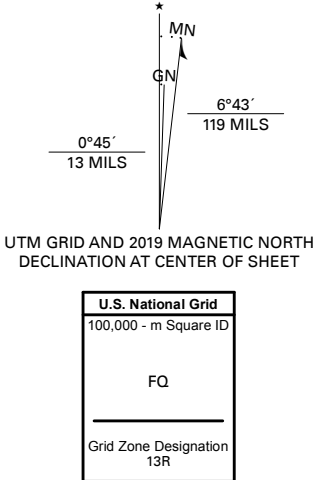 ★
MN
GN
6°43´
119 MILS
0°45´
13 MILS
UTM GRID AND 2019 MAGNETIC NORTH
DECLINATION AT CENTER OF SHEET
U.S. National Grid
100,000 - m Square ID
FQ
Grid Zone Designation
13R